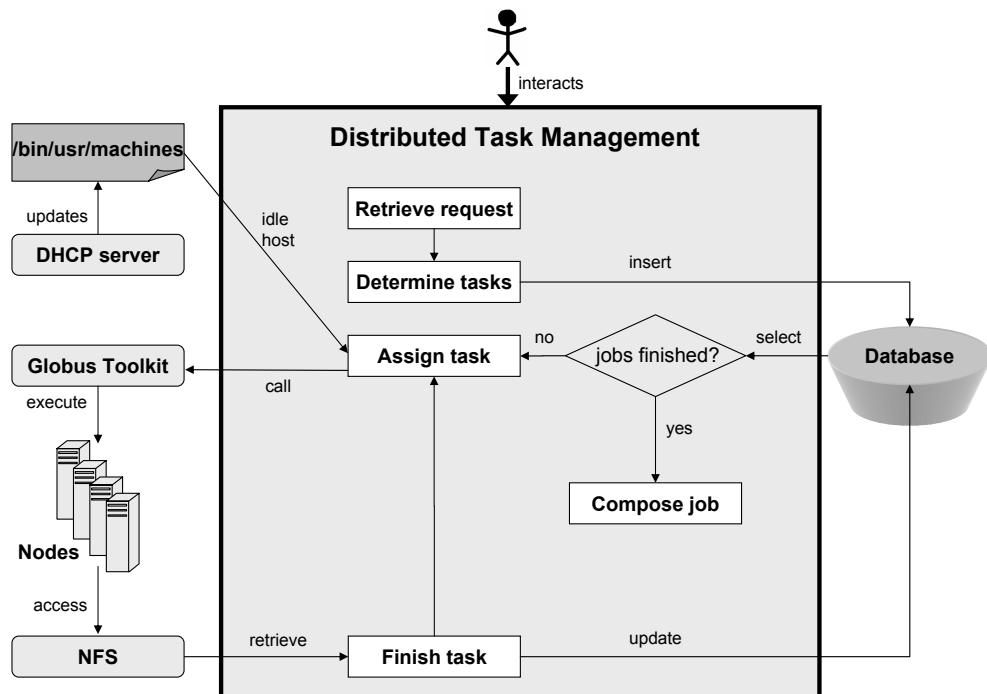 interacts
Distributed Task Management
/bin/usr/machines
updates
DHCP server
idle
host
Retrieve request
Determine tasks
insert
Assign task
no
jobs finished?
select
Database
Globus Toolkit
call
execute
yes
Compose job
Nodes
access
NFS
retrieve
Finish task
update